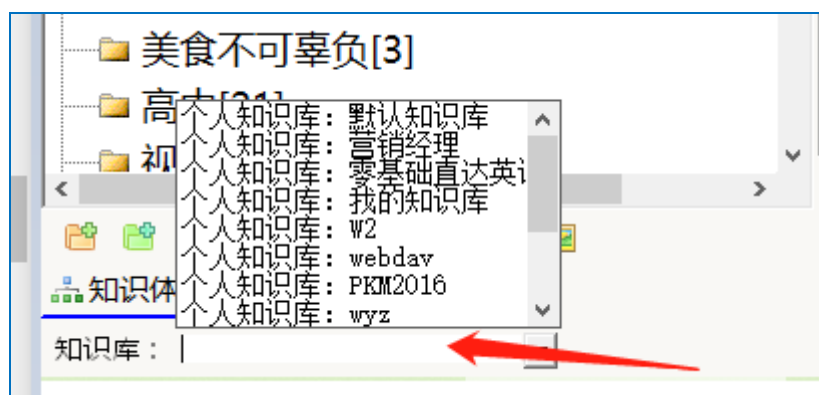 美食不可辜负[3]
个人知识库：默认知识库
个人知识库：营销经理
个人知识库：零基础直达英
个人知识库：我的知识库
个人知识库：W2
个人知识库：webdav
个人知识库：PKM2016
个人知识库：wyz
知识体
知识库：